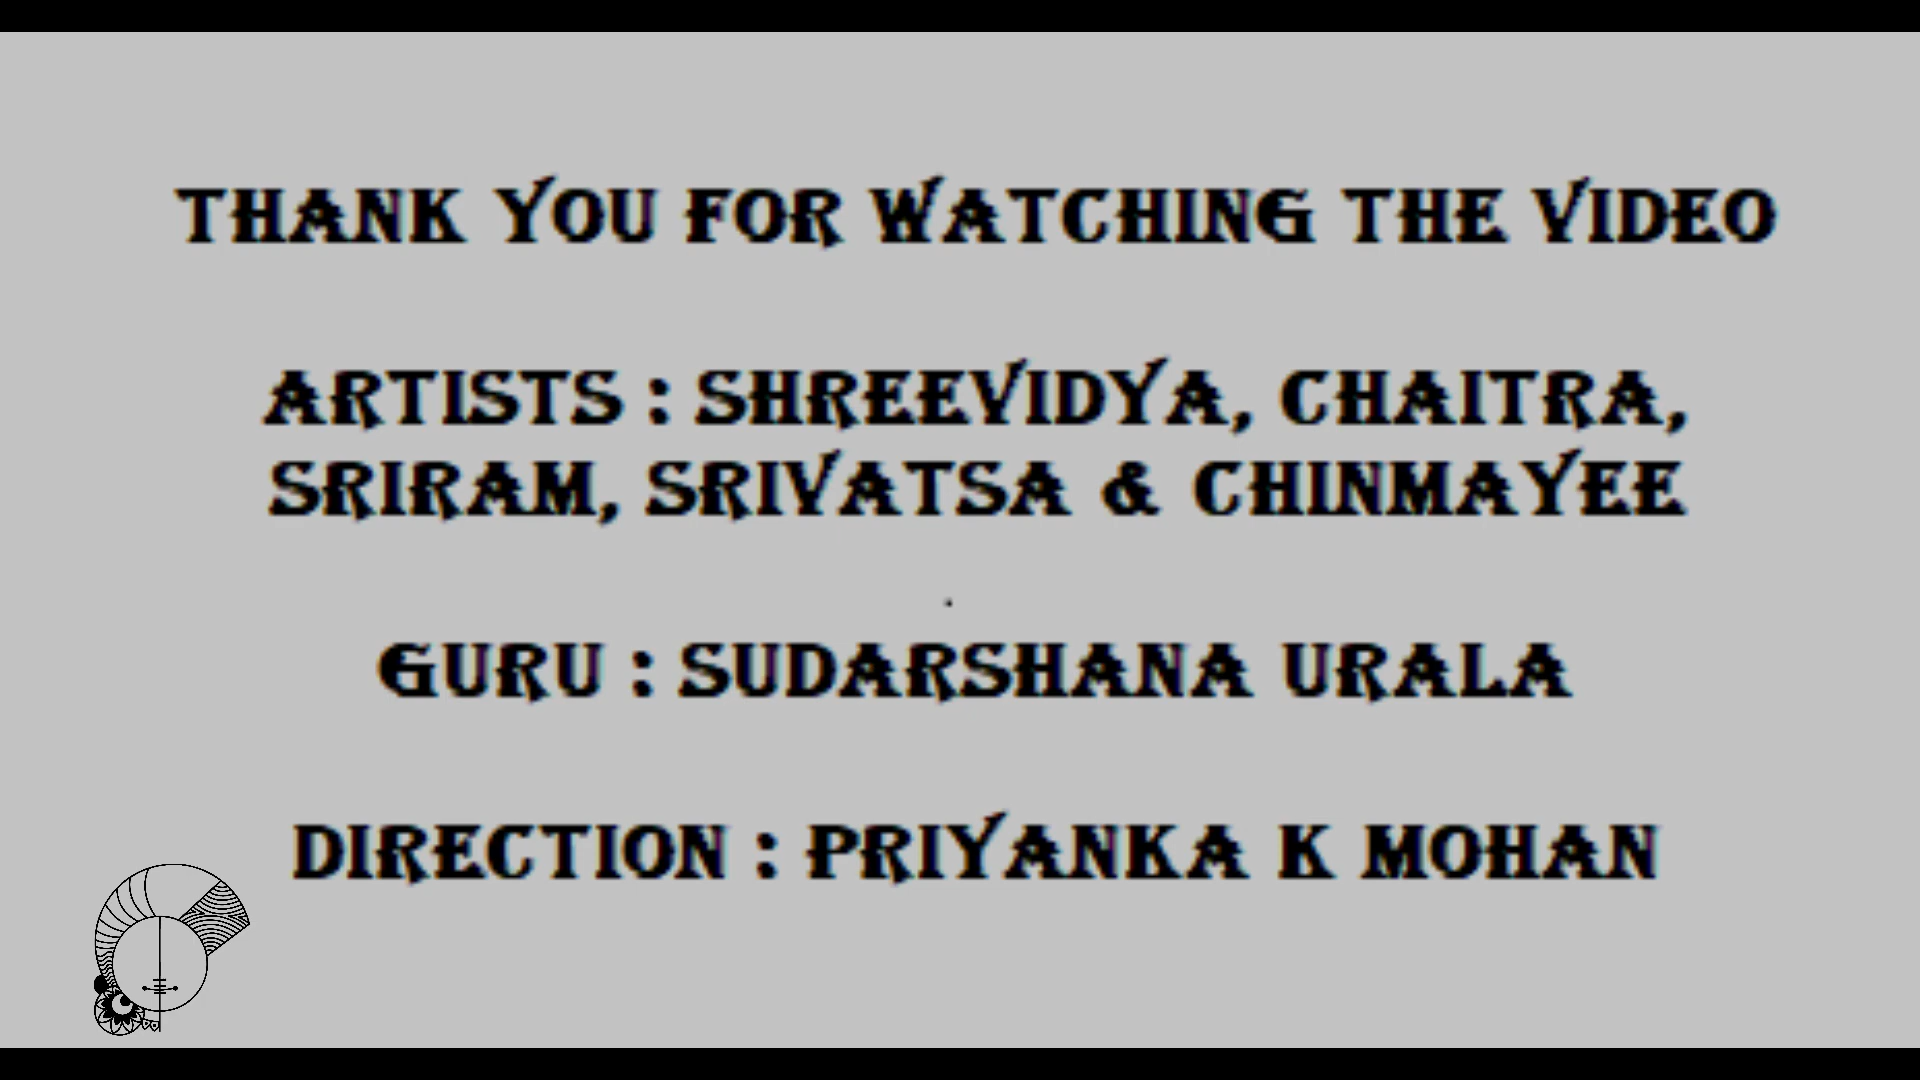 THANK YOU FOR WATCHING THE VIDEO
ARTISTS : SHREEVIDYA, CHAITRA,
SRIRAM, SRIVATSA & CHINMAYEE
GURU : SUDARSHANA URALA
DIRECTION : PRIYANKA K MOHAN